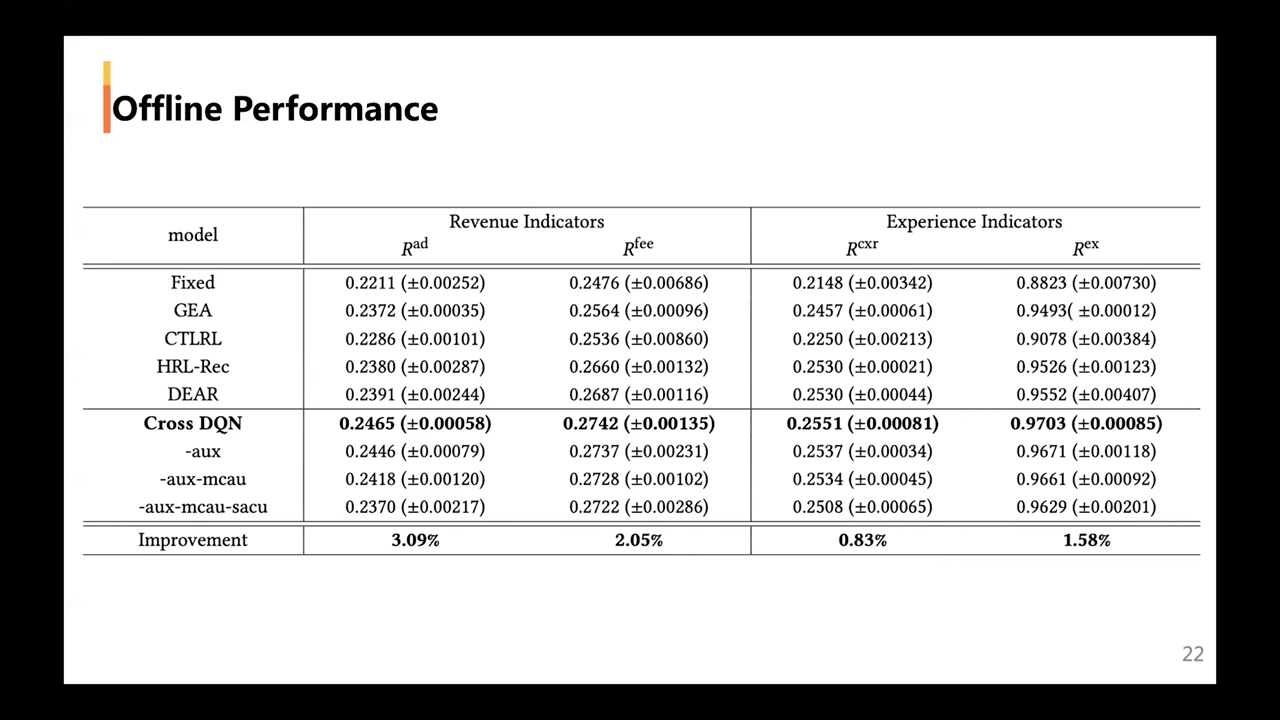 Offline Performance
model Revenue Indicators Experience Indicators
R^ad R^fee R^cxr R^ex
Fixed 0.2211 (±0.00252) 0.2476 (±0.00686) 0.2148 (±0.00342) 0.8823 (±0.00730)
GEA 0.2372 (±0.00035) 0.2564 (±0.00096) 0.2457 (±0.00061) 0.9493( ±0.00012)
CTLRL 0.2286 (±0.00101) 0.2536 (±0.00860) 0.2250 (±0.00213) 0.9078 (±0.00384)
HRL-Rec 0.2380 (±0.00287) 0.2660 (±0.00132) 0.2530 (±0.00021) 0.9526 (±0.00123)
DEAR 0.2391 (±0.00244) 0.2687 (±0.00116) 0.2530 (±0.00044) 0.9552 (±0.00407)
Cross DQN 0.2465 (±0.00058) 0.2742 (±0.00135) 0.2551 (±0.00081) 0.9703 (±0.00085)
-aux 0.2446 (±0.00079) 0.2737 (±0.00231) 0.2537 (±0.00034) 0.9671 (±0.00118)
-aux-mcau 0.2418 (±0.00120) 0.2728 (±0.00102) 0.2534 (±0.00045) 0.9661 (±0.00092)
-aux-mcau-sacu 0.2370 (±0.00217) 0.2722 (±0.00286) 0.2508 (±0.00065) 0.9629 (±0.00201)
Improvement 3.09% 2.05% 0.83% 1.58%
22